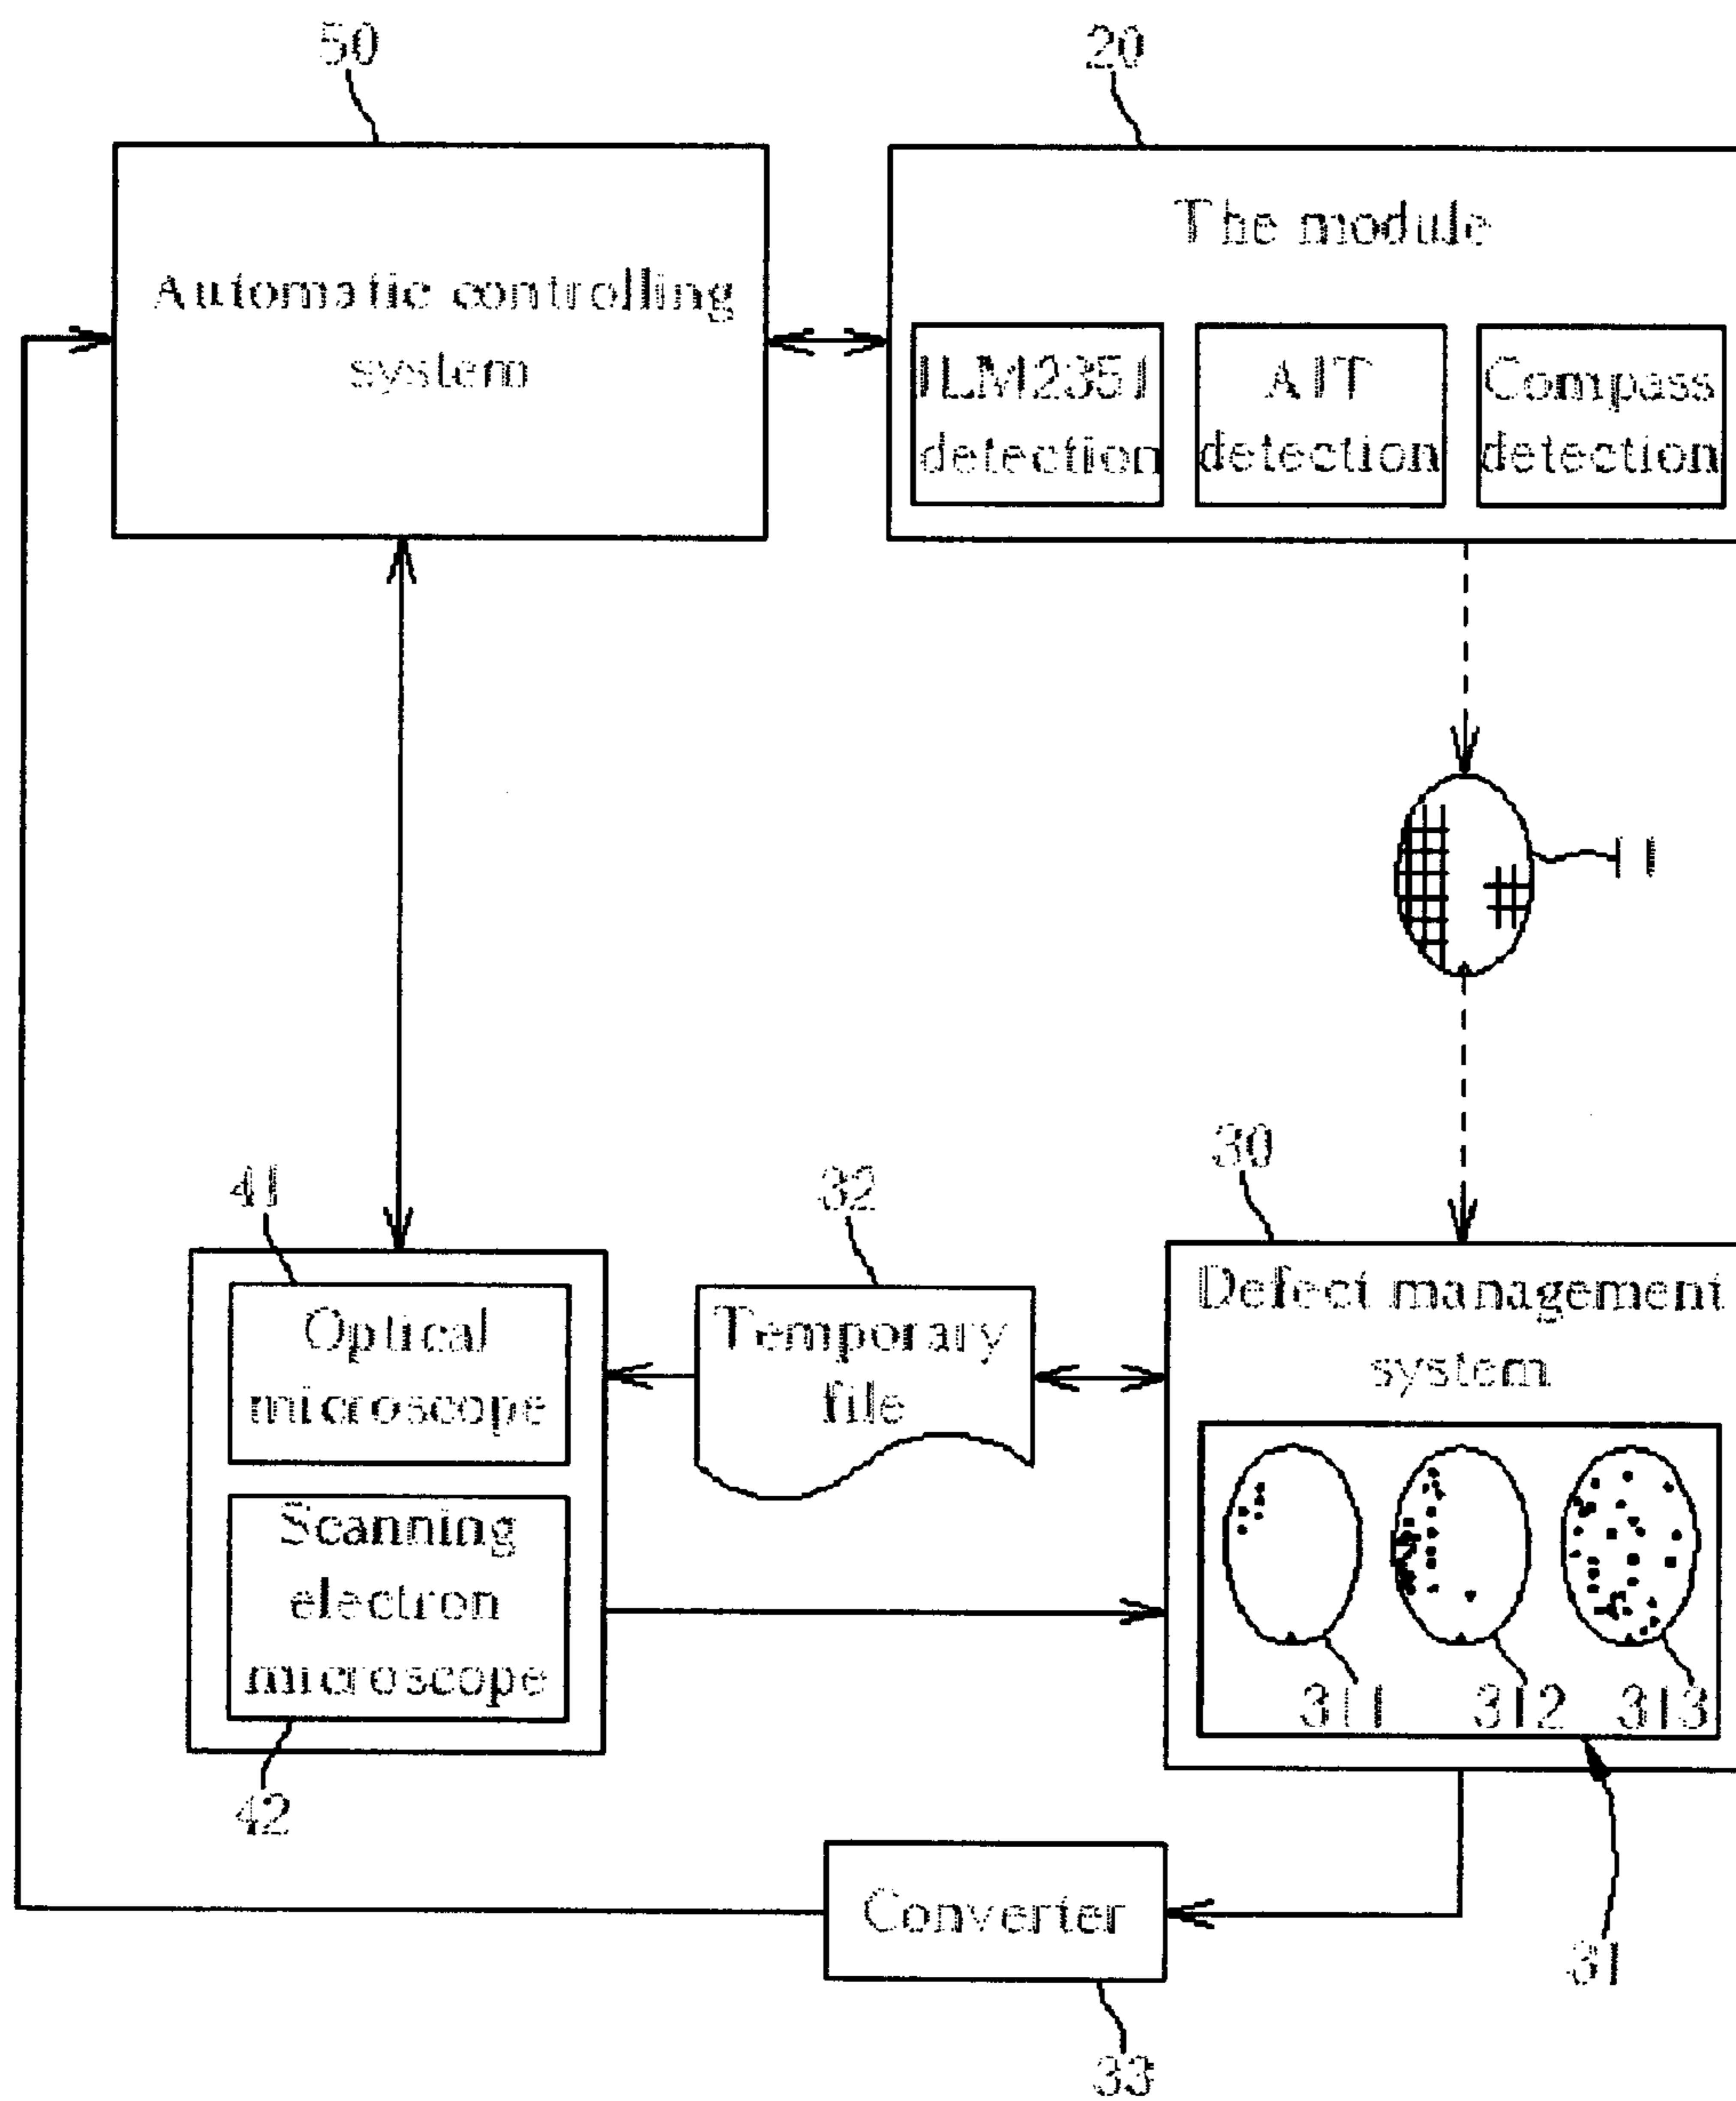 50
20
Automatic controlling
system
The module
ILM2351
detection
AIT
detection
Compass
detection
11
30
41
32
Optical
microscope
Temporary
file
Defect management
system
Scanning
electron
microscope
311
312
313
42
Converter
31
33